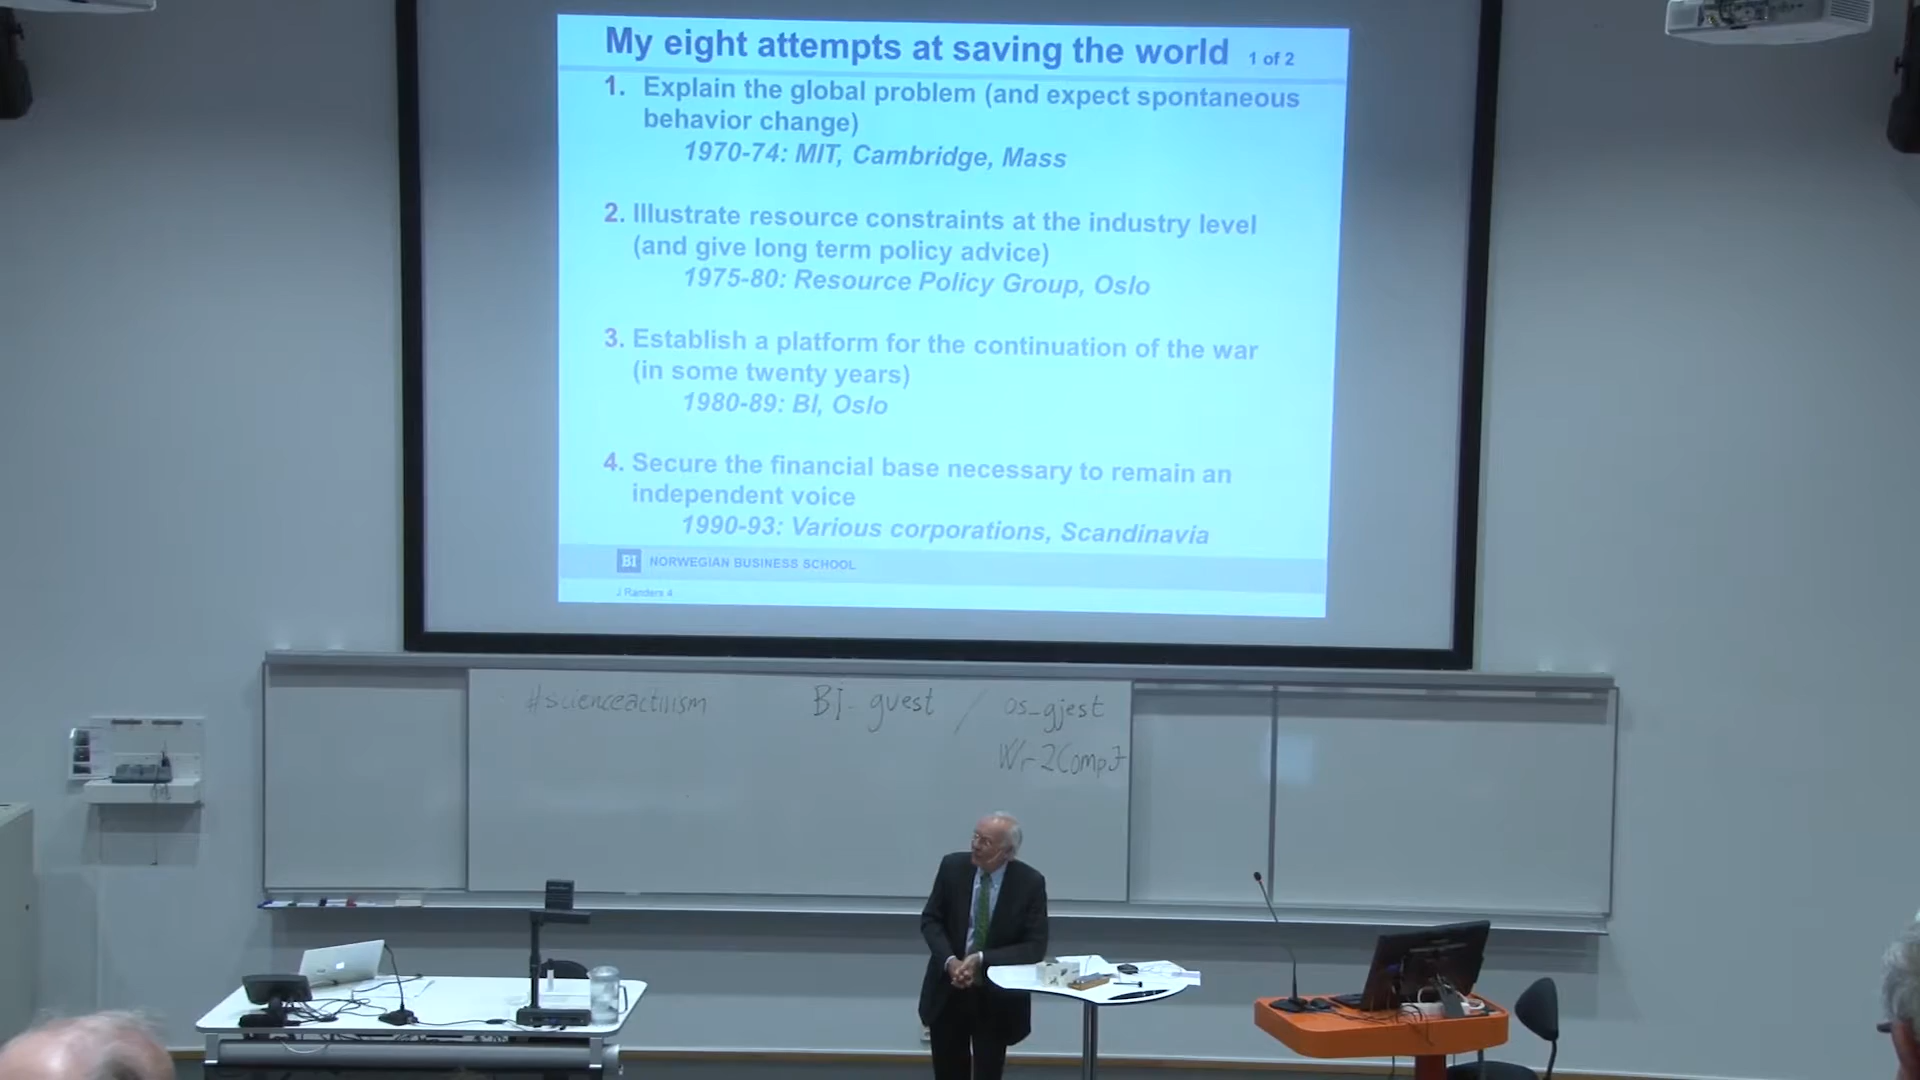 My eight attempts at saving the world 1 of 2
1. Explain the global problem (and expect spontaneous
behavior change)
1970-74: MIT, Cambridge, Mass
2. Illustrate resource constraints at the industry level
(and give long term policy advice)
1975-80: Resource Policy Group, Oslo
3. Establish a platform for the continuation of the war
(in some twenty years)
1980-89: BI, Oslo
4. Secure the financial base necessary to remain an
independent voice
1990-93: Various corporations, Scandinavia
BI NORWEGIAN BUSINESS SCHOOL
J Randers 4
#scienceactivism BI-guest / os_gjest